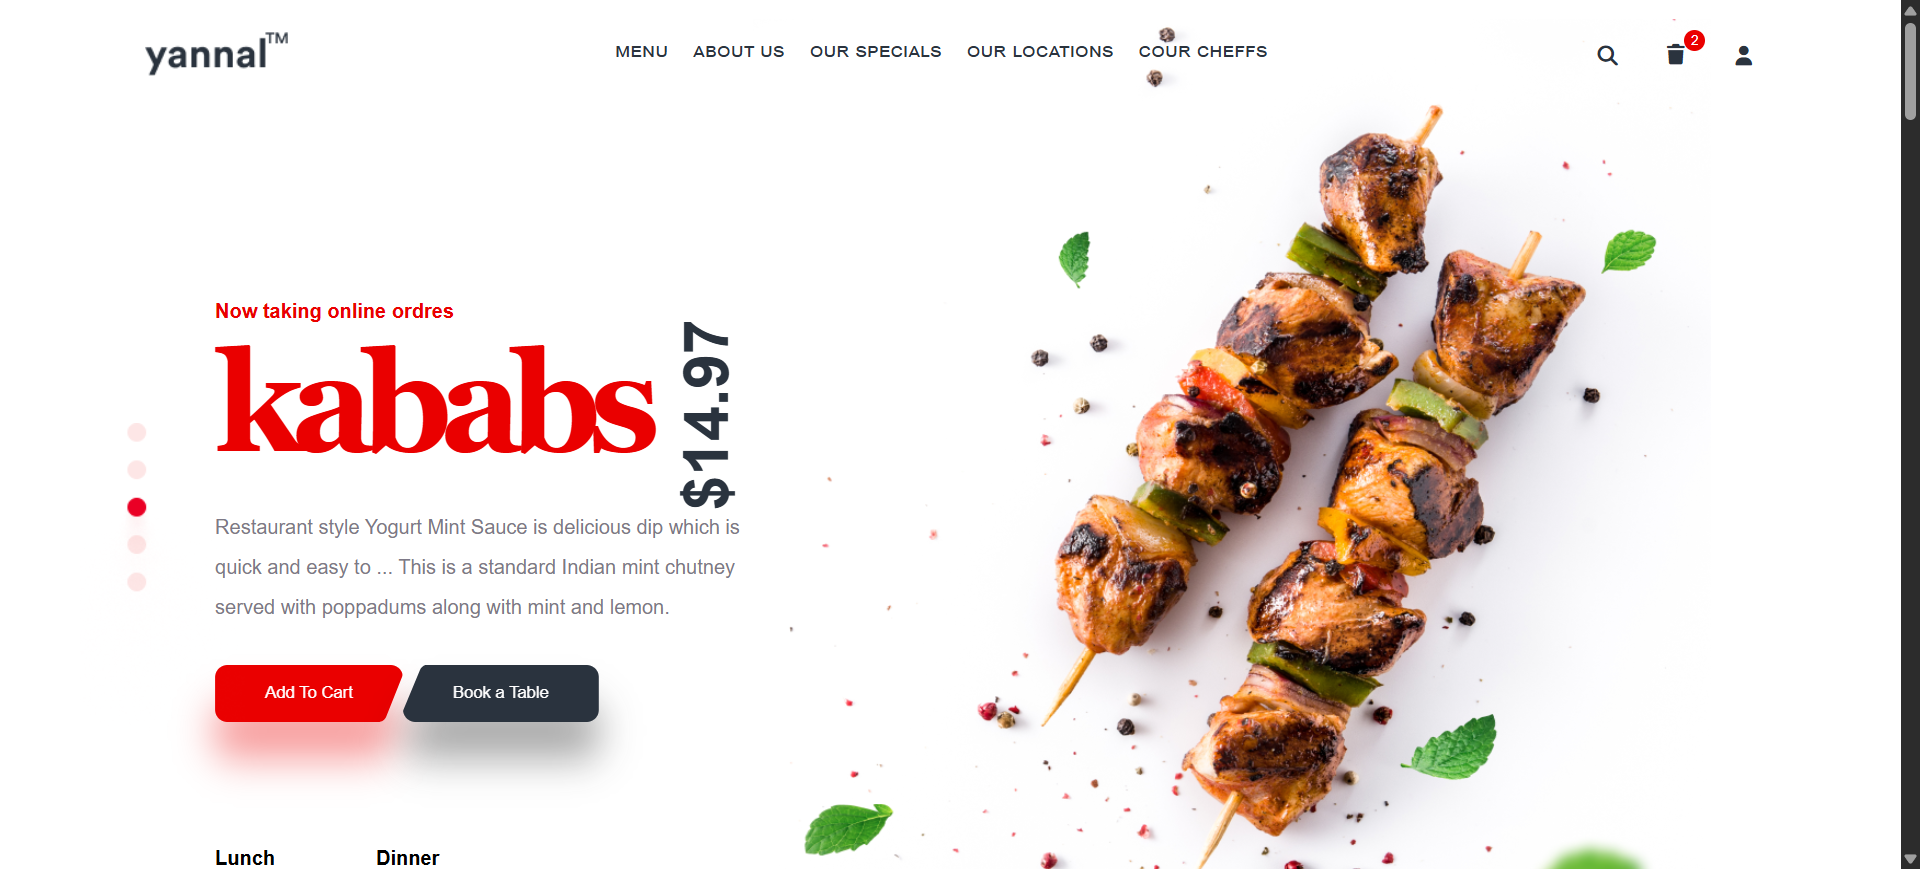 yannal™
MENU ABOUT US OUR SPECIALS OUR LOCATIONS COUR CHEFFS
2
Now taking online ordres
kababs
$14.97
Restaurant style Yogurt Mint Sauce is delicious dip which is
quick and easy to ... This is a standard Indian mint chutney
served with poppadums along with mint and lemon.
Add To Cart
Book a Table
Lunch
Dinner